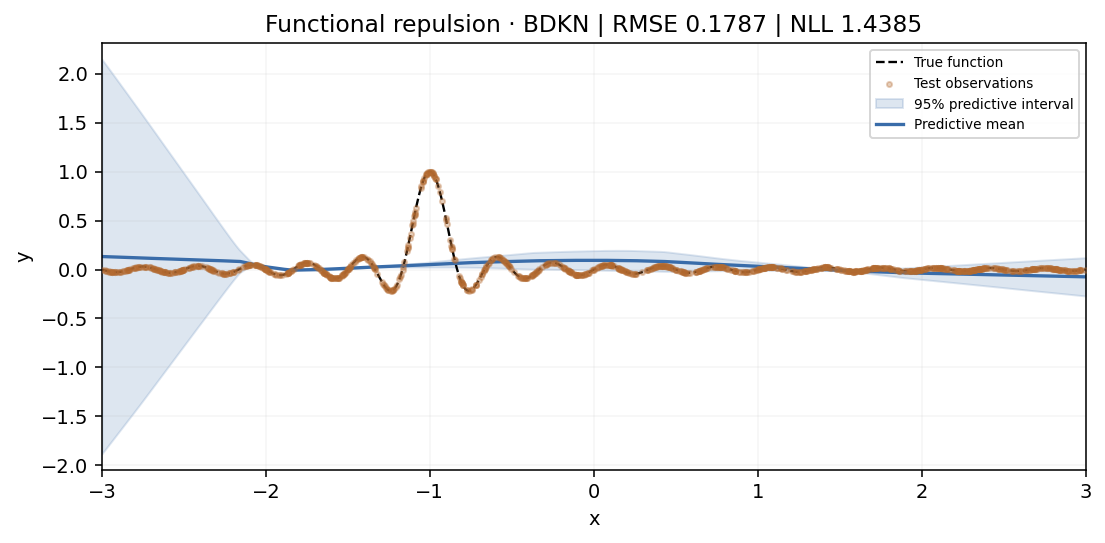 Functional repulsion · BDKN | RMSE 0.1787 | NLL 1.4385
True function
Test observations
95% predictive interval
Predictive mean
2.0
1.5
1.0
0.5
0.0
−0.5
−1.0
−1.5
−2.0
y
−3
−2
−1
0
1
2
3
x